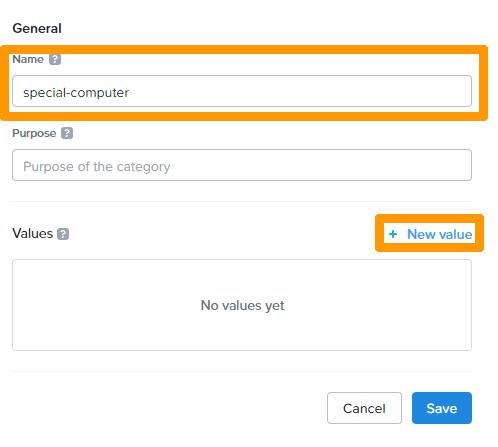 General
Name ?
special-computer
Purpose ?
Purpose of the category
Values ? + New value
No values yet
Cancel Save